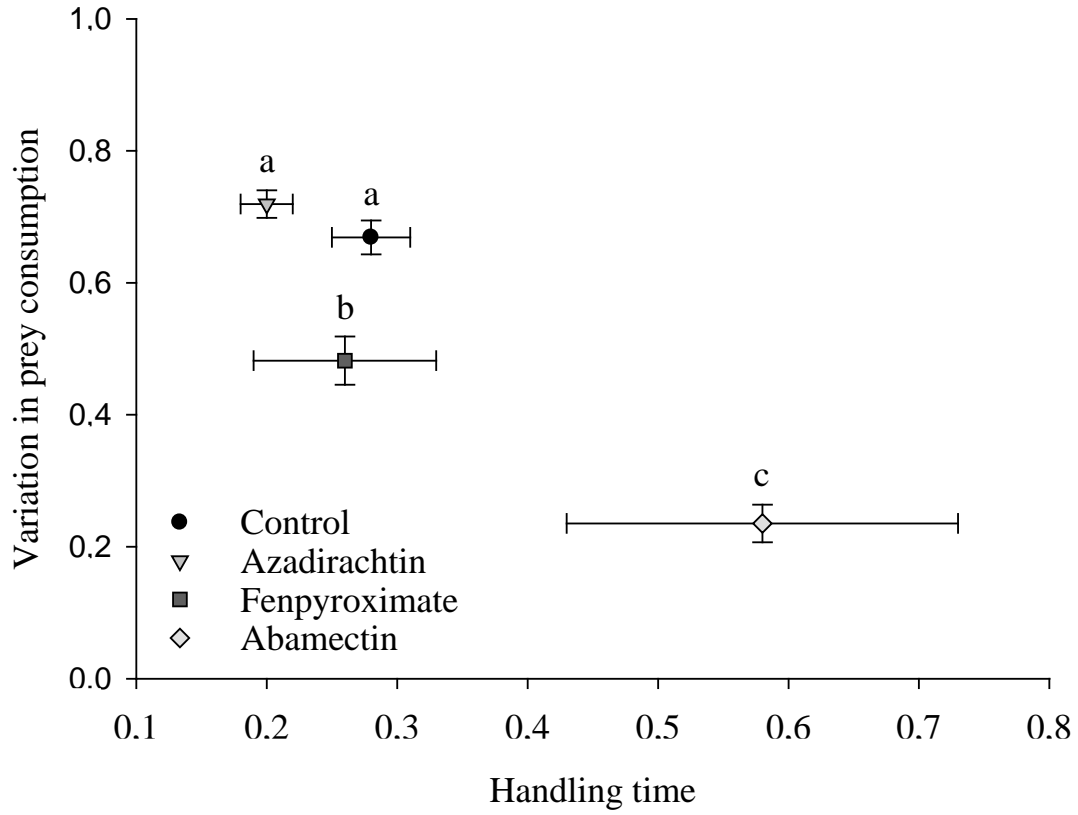 1.0
0.8
0.6
0.4
0.2
0.0
Variation in prey consumption
a
a
b
c
Control
Azadirachtin
Fenpyroximate
Abamectin
0.1 0.2 0.3 0.4 0.5 0.6 0.7 0.8
Handling time